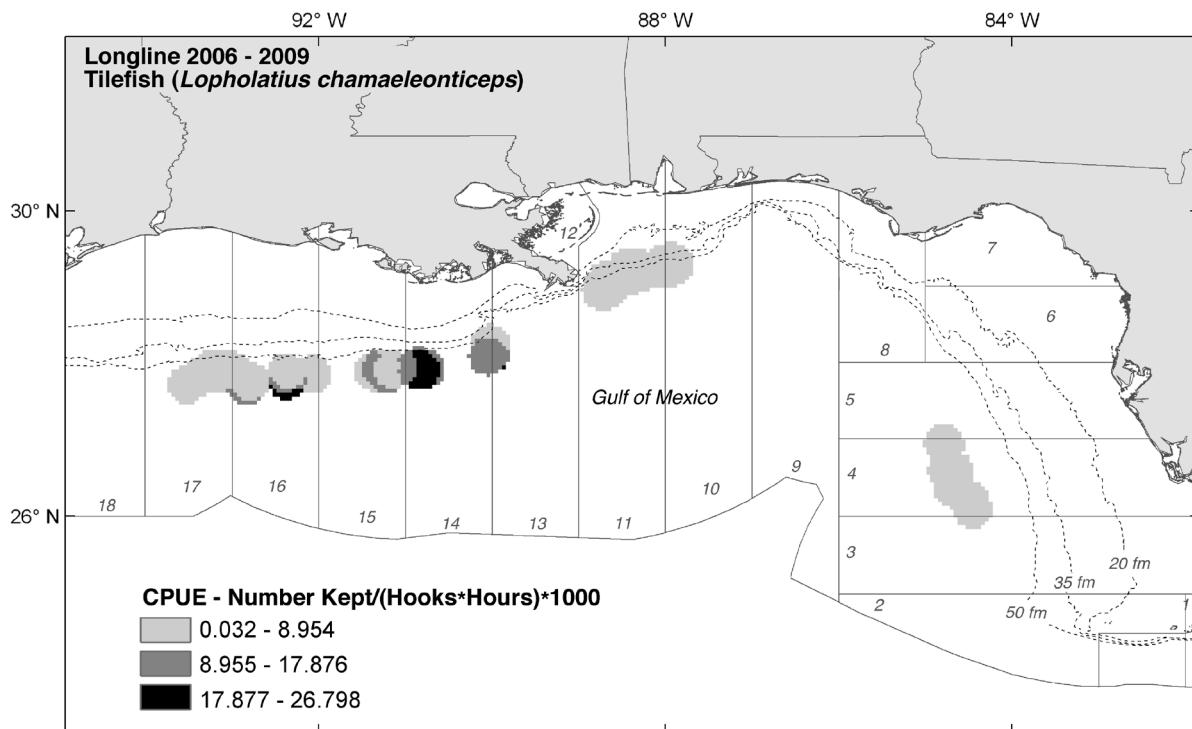 92° W
88° W
84° W
Longline 2006 - 2009
Tilefish (Lopholatius chamaeleonticeps)
30° N
26° N
12
7
6
8
5
4
3
2
1
Gulf of Mexico
9
10
11
13
14
15
16
17
18
20 fm
35 fm
50 fm
CPUE - Number Kept/(Hooks*Hours)*1000
0.032 - 8.954
8.955 - 17.876
17.877 - 26.798